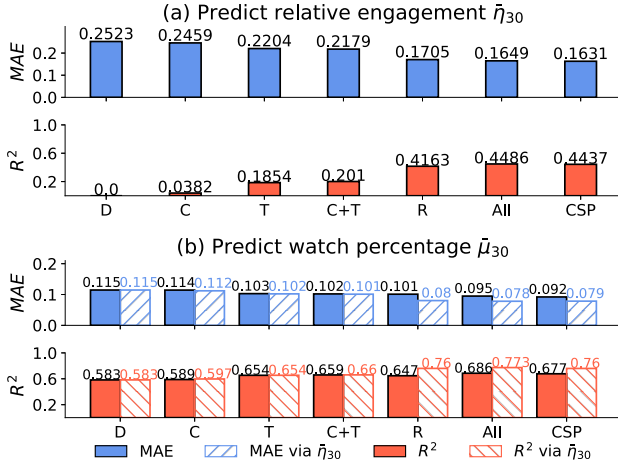 (a) Predict relative engagement η̄30
MAE
0.2
0.0
0.2523 0.2459 0.2204 0.2179 0.1705 0.1649 0.1631
R²
1.0
0.6
0.2
0.0 0.0382 0.1854 0.201 0.4163 0.4486 0.4437
D C T C+T R All CSP
(b) Predict watch percentage μ̄30
MAE
0.2
0.1
0.0
0.115 0.115 0.114 0.112 0.103 0.102 0.102 0.101 0.101 0.08 0.095 0.078 0.092 0.079
R²
1.0
0.6
0.2
0.583 0.583 0.589 0.597 0.654 0.654 0.659 0.66 0.647 0.76 0.686 0.773 0.677 0.76
D C T C+T R All CSP
MAE MAE via η̄30 R² R² via η̄30